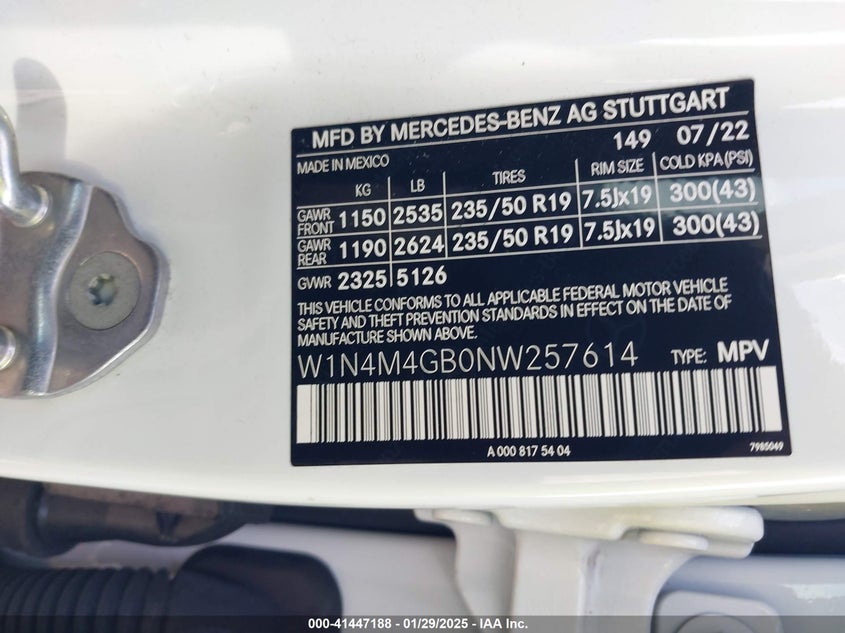 MFD BY MERCEDES-BENZ AG STUTTGART
149 07/22
MADE IN MEXICO
KG LB TIRES RIM SIZE COLD KPA (PSI)
GAWR FRONT 1150 2535 235/50 R19 7.5Jx19 300(43)
GAWR REAR 1190 2624 235/50 R19 7.5Jx19 300(43)
GVWR 2325 5126
THIS VEHICLE CONFORMS TO ALL APPLICABLE FEDERAL MOTOR VEHICLE
SAFETY AND THEFT PREVENTION STANDARDS IN EFFECT ON THE DATE OF
MANUFACTURE SHOWN ABOVE.
W1N4M4GB0NW257614 TYPE: MPV
A 000 817 54 04 7985049
000-41447188 — 01/29/2025 — IAA Inc.